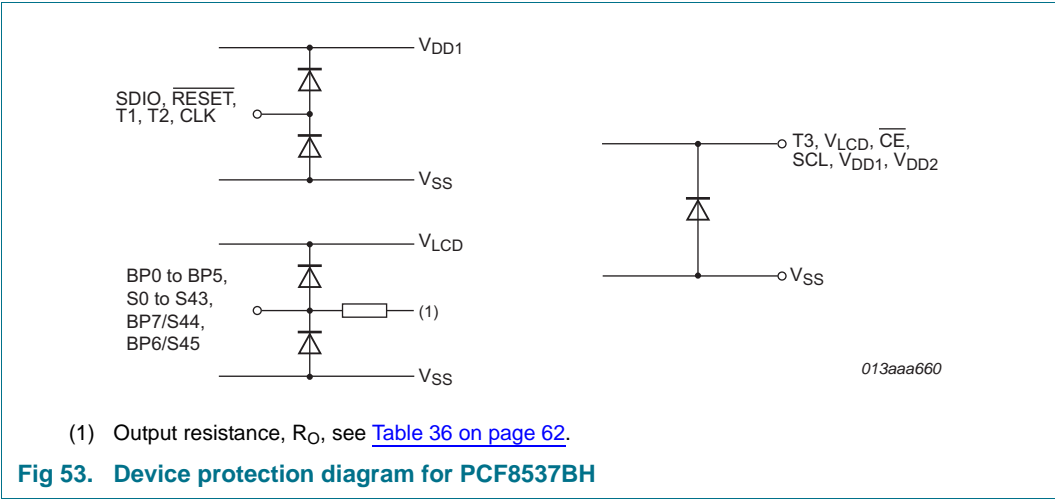 VDD1
SDIO, RESET,
T1, T2, CLK
VSS
VLCD
BP0 to BP5,
S0 to S43,
BP7/S44,
BP6/S45
(1)
VSS
T3, VLCD, CE,
SCL, VDD1, VDD2
VSS
013aaa660
(1) Output resistance, RO, see Table 36 on page 62.
Fig 53. Device protection diagram for PCF8537BH